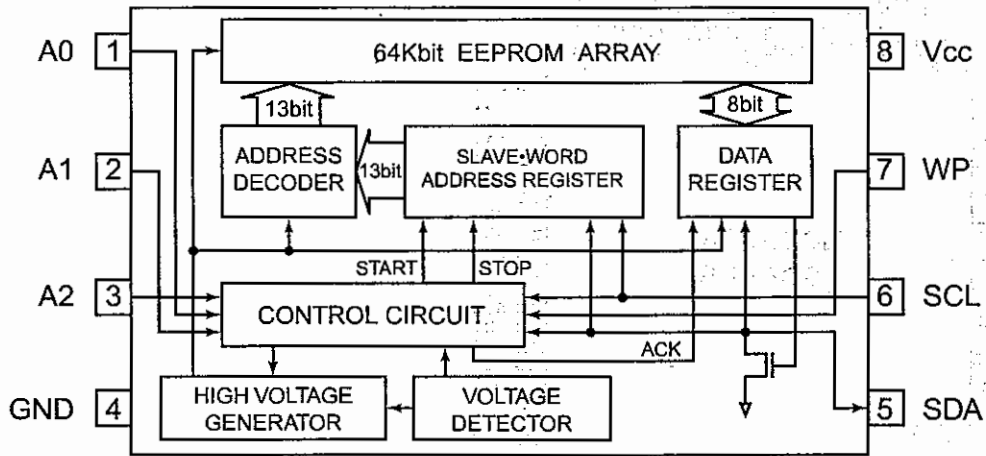 A0 1
64Kbit EEPROM ARRAY
8 Vcc
13bit
8bit
A1 2
ADDRESS
DECODER
13bit
SLAVE•WORD
ADDRESS REGISTER
DATA
REGISTER
7 WP
START
STOP
A2 3
CONTROL CIRCUIT
6 SCL
ACK
GND 4
HIGH VOLTAGE
GENERATOR
VOLTAGE
DETECTOR
5 SDA